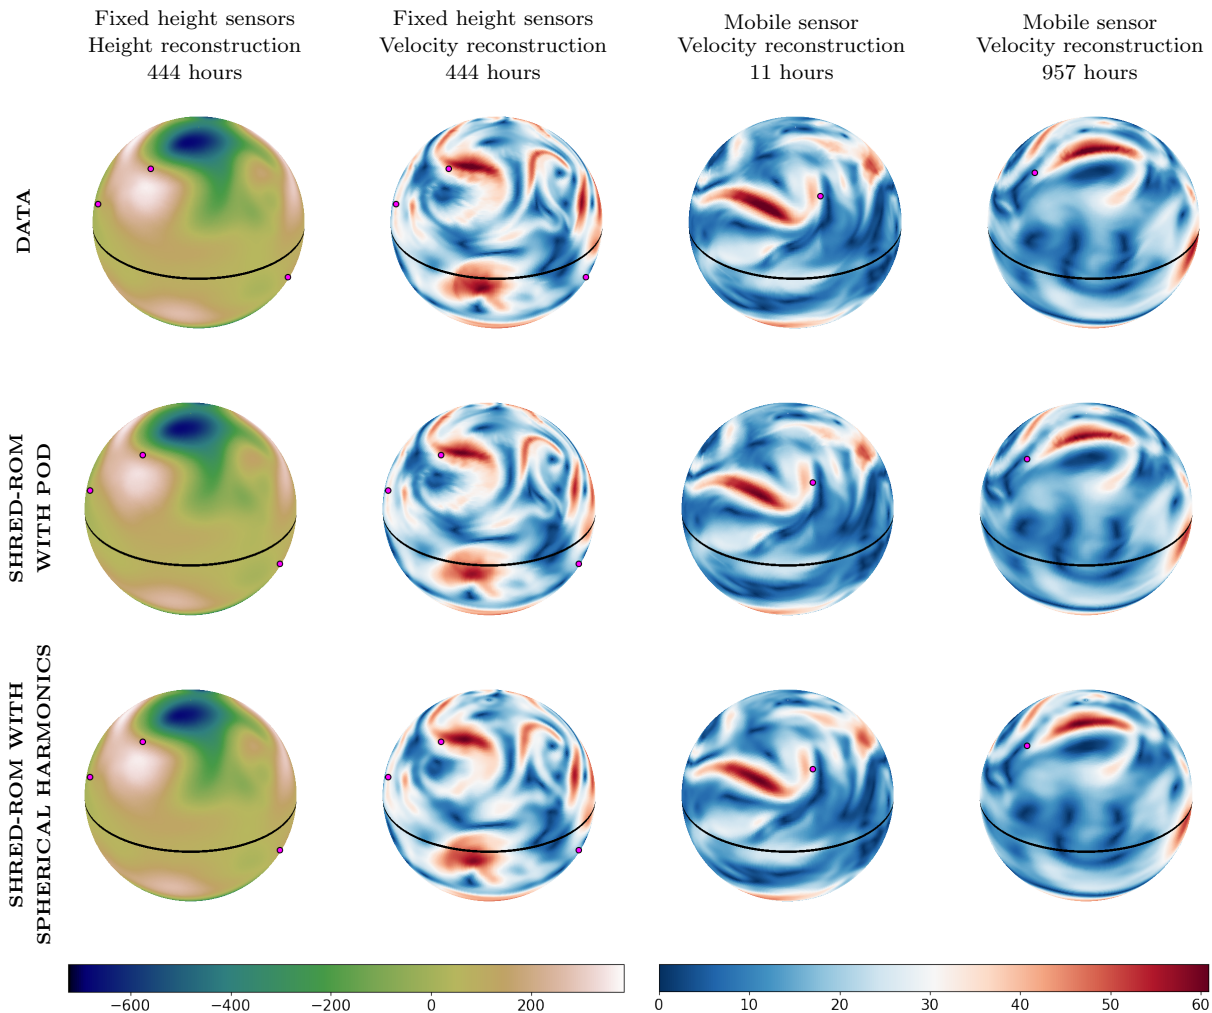 Fixed height sensors
Height reconstruction
444 hours
Fixed height sensors
Velocity reconstruction
444 hours
Mobile sensor
Velocity reconstruction
11 hours
Mobile sensor
Velocity reconstruction
957 hours
DATA
SHRED-ROM
WITH POD
SHRED-ROM WITH
SPHERICAL HARMONICS
−600 −400 −200 0 200
0 10 20 30 40 50 60